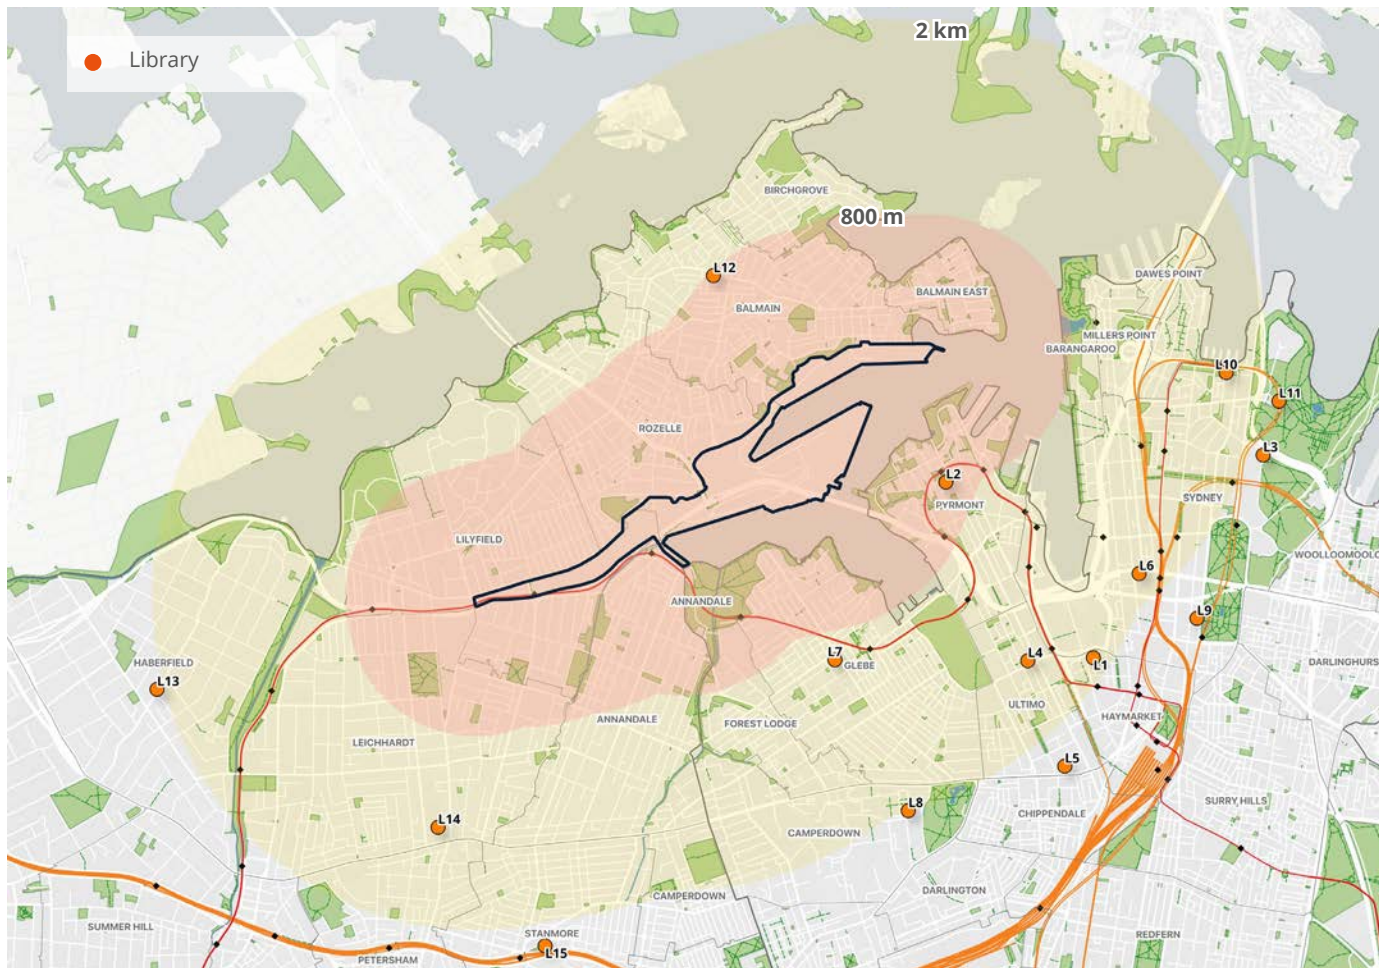 2 km
Library
BIRCHGROVE
800 m
L12
DAWES POINT
BALMAIN EAST
BALMAIN
MILLERS POINT
BARANGAROO
L10
L11
ROZELLE
L3
L2
SYDNEY
PYRMONT
LILYFIELD
WOOLLOOMOOLO
L6
ANNANDALE
L9
L7
L4
L1
HABERFIELD
GLEBE
DARLINGHURS
L13
ULTIMO
HAYMARKET
ANNANDALE
FOREST LODGE
LEICHHARDT
L5
L8
SURRY HILLS
L14
CHIPPENDALE
CAMPERDOWN
DARLINGTON
CAMPERDOWN
SUMMER HILL
STANMORE
REDFERN
L15
PETERSHAM